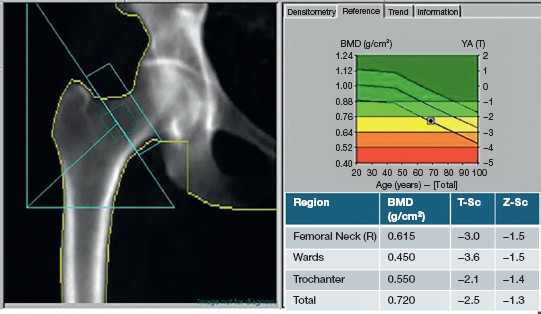 Densitometry Reference Trend Information
BMD (g/cm²) YA (T)
1.24 2
1.12 1
1.00 0
0.88 −1
0.76 −2
0.64 −3
0.52 −4
0.40 −5
20 30 40 50 60 70 80 90 100
Age (years) – [Total]
Region BMD (g/cm²) T-Sc Z-Sc
Femoral Neck (R) 0.615 −3.0 −1.5
Wards 0.450 −3.6 −1.5
Trochanter 0.550 −2.1 −1.4
Total 0.720 −2.5 −1.3
Image not for diagnosis